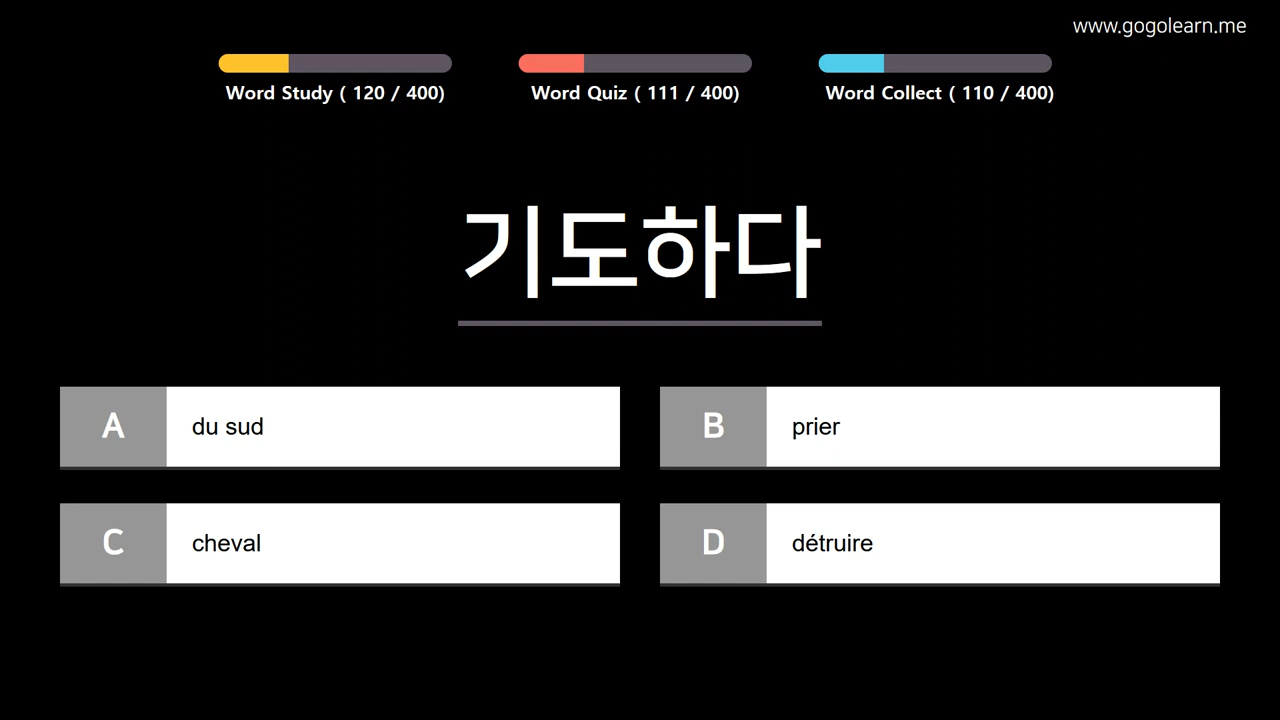 www.gogolearn.me
Word Study ( 120 / 400)
Word Quiz ( 111 / 400)
Word Collect ( 110 / 400)
기도하다
A
du sud
B
prier
C
cheval
D
détruire